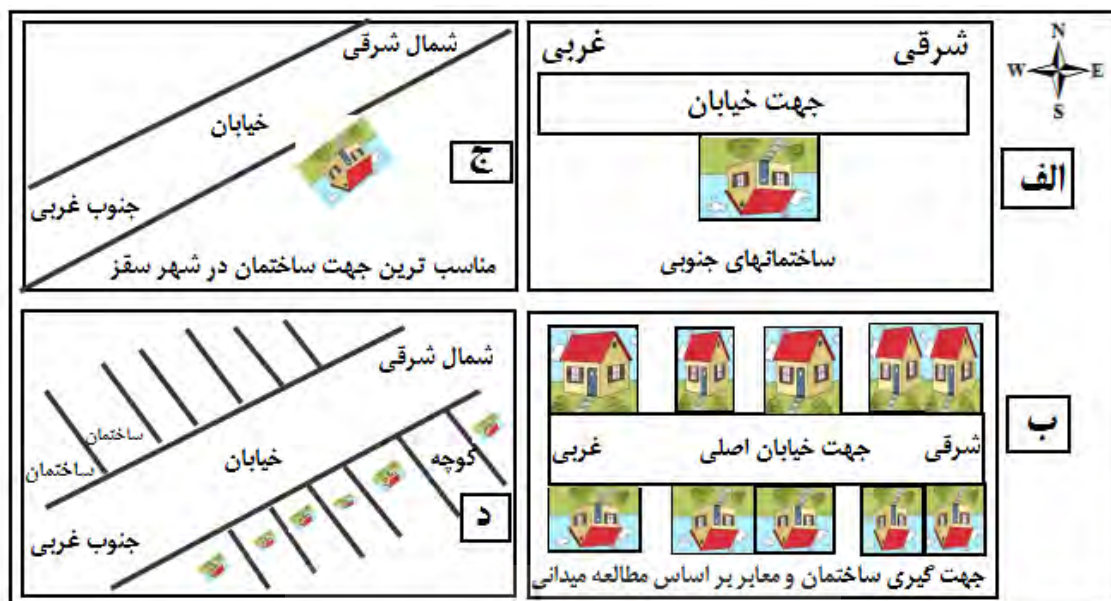 N
W E
S
الف
شرقی غربی
جهت خیابان
ساختمانهای جنوبی
ب
شرقی جهت خیابان اصلی غربی
جهت گیری ساختمان و معابر بر اساس مطالعه میدانی
ج
شمال شرقی
خیابان
جنوب غربی
مناسب ترین جهت ساختمان در شهر سقز
د
شمال شرقی
ساختمان
ساختمان
خیابان
کوچه
جنوب غربی